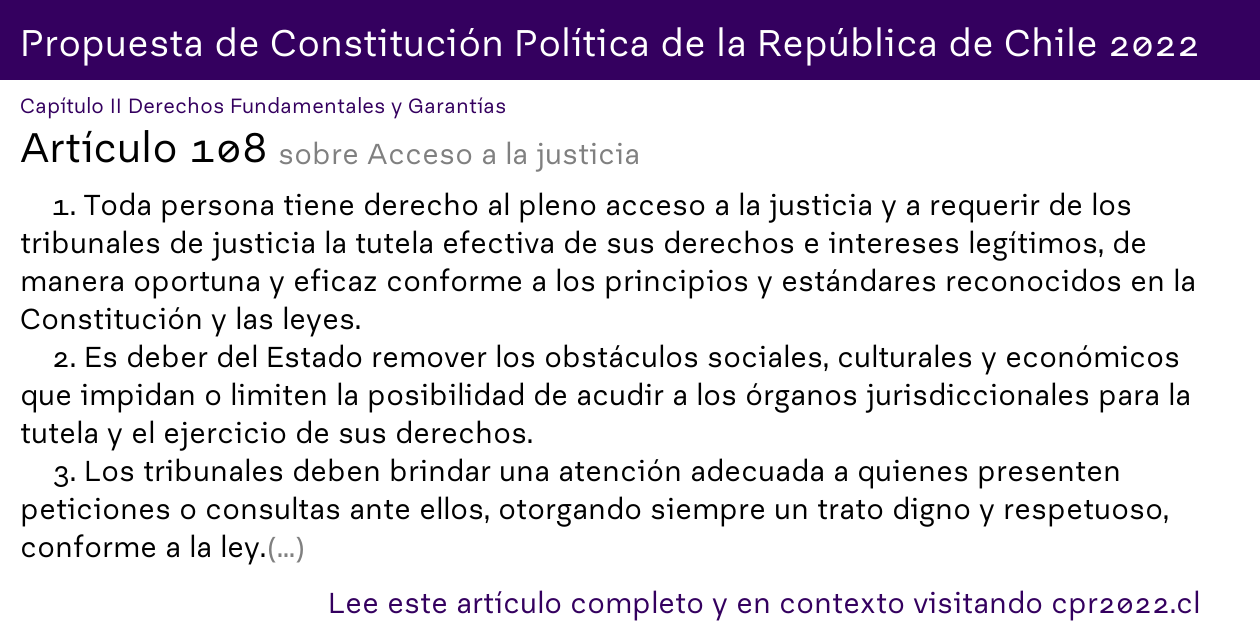 Propuesta de Constitución Política de la República de Chile 2022
Capítulo II Derechos Fundamentales y Garantías
Artículo 108 sobre Acceso a la justicia
1. Toda persona tiene derecho al pleno acceso a la justicia y a requerir de los
tribunales de justicia la tutela efectiva de sus derechos e intereses legítimos, de
manera oportuna y eficaz conforme a los principios y estándares reconocidos en la
Constitución y las leyes.
2. Es deber del Estado remover los obstáculos sociales, culturales y económicos
que impidan o limiten la posibilidad de acudir a los órganos jurisdiccionales para la
tutela y el ejercicio de sus derechos.
3. Los tribunales deben brindar una atención adecuada a quienes presenten
peticiones o consultas ante ellos, otorgando siempre un trato digno y respetuoso,
conforme a la ley.(...)
Lee este artículo completo y en contexto visitando cpr2022.cl